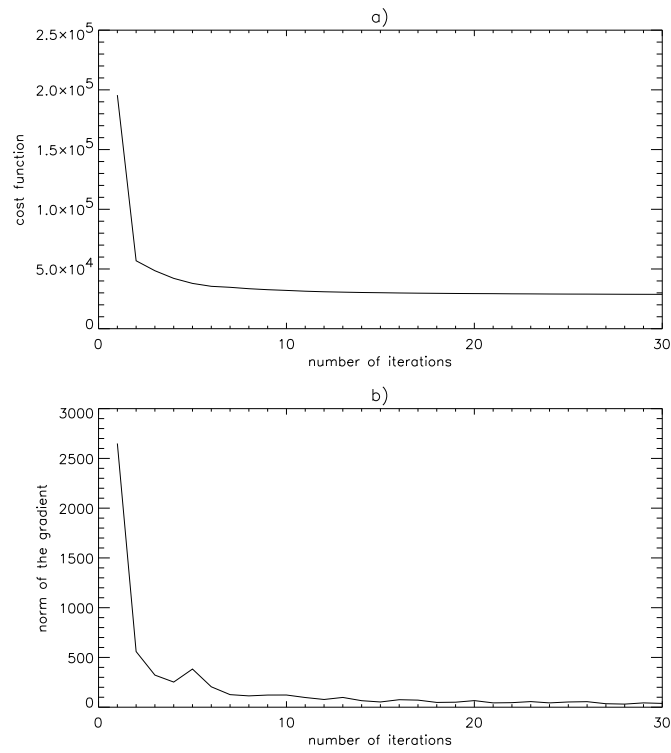 a)
2.5×10^5
2.0×10^5
1.5×10^5
1.0×10^5
5.0×10^4
0
cost function
0 10 20 30
number of iterations
b)
3000
2500
2000
1500
1000
500
0
norm of the gradient
0 10 20 30
number of iterations